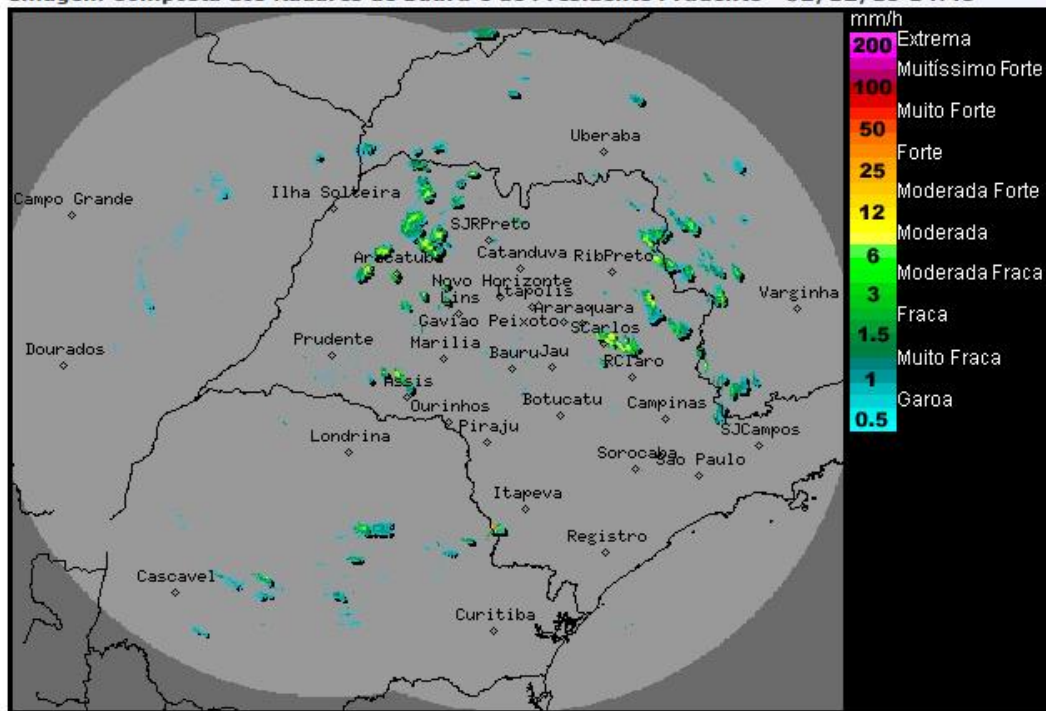 mm/h
200 Extrema
Muitíssimo Forte
100
Muito Forte
50
Forte
25
Moderada Forte
12
Moderada
6
Moderada Fraca
3
Fraca
1.5
Muito Fraca
1
Garoa
0.5
Uberaba
Campo Grande
Ilha Solteira
SJRPreto
Aracatuba
Catanduva
RibPreto
Novo Horizonte
Itapolis
Lins
Araraquara
Varginha
Gaviao Peixoto
SCarlos
Dourados
Prudente
Marilia
Bauru
Jau
RClaro
Assis
Ourinhos
Botucatu
Campinas
Piraju
SJCampos
Londrina
Sorocaba
Sao Paulo
Itapeva
Registro
Cascavel
Curitiba